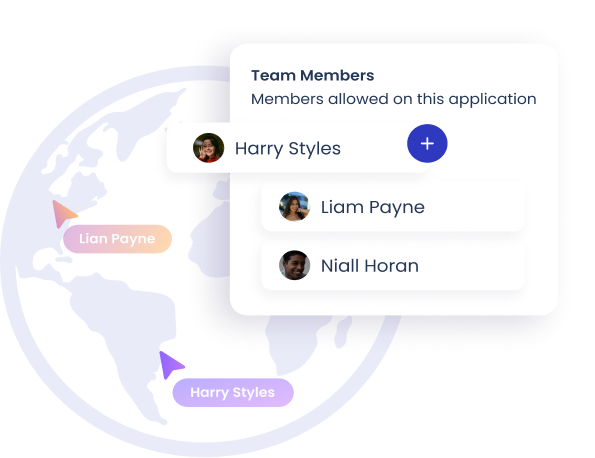 Team Members
Members allowed on this application
Harry Styles
Liam Payne
Lian Payne
Niall Horan
Harry Styles